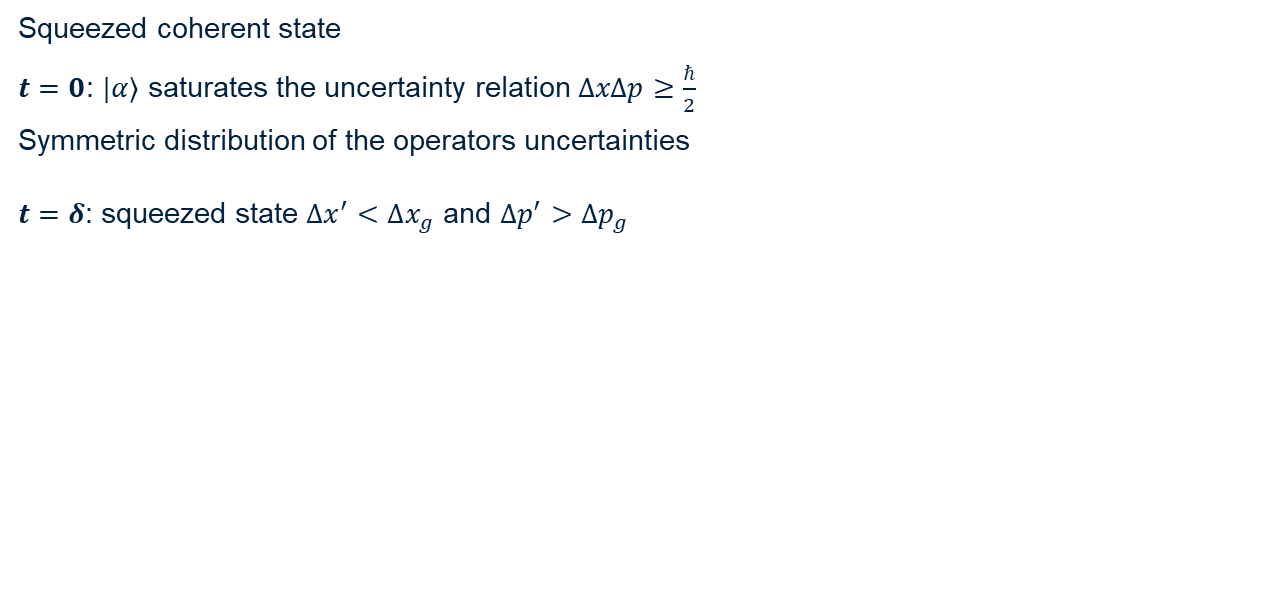 Squeezed coherent state
t = 0: |α⟩ saturates the uncertainty relation ΔxΔp ≥ ħ/2
Symmetric distribution of the operators uncertainties
t = δ: squeezed state Δx′ < Δx_g and Δp′ > Δp_g